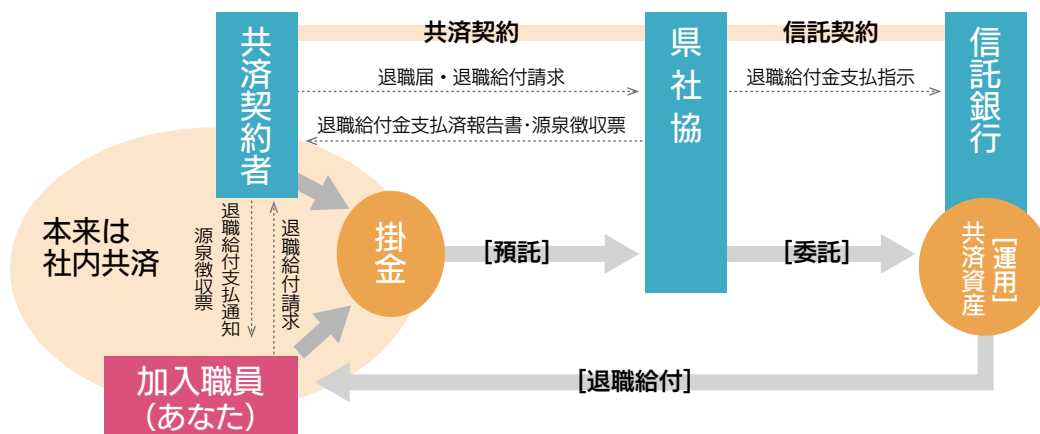 共済契約者
共済契約
県社協
信託契約
信託銀行
退職届・退職給付請求
退職給付金支払指示
退職給付金支払済報告書・源泉徴収票
本来は
社内共済
退職給付支払通知
源泉徴収票
退職給付請求
掛金
[預託]
[委託]
[運用]
共済資産
加入職員
（あなた）
[退職給付]